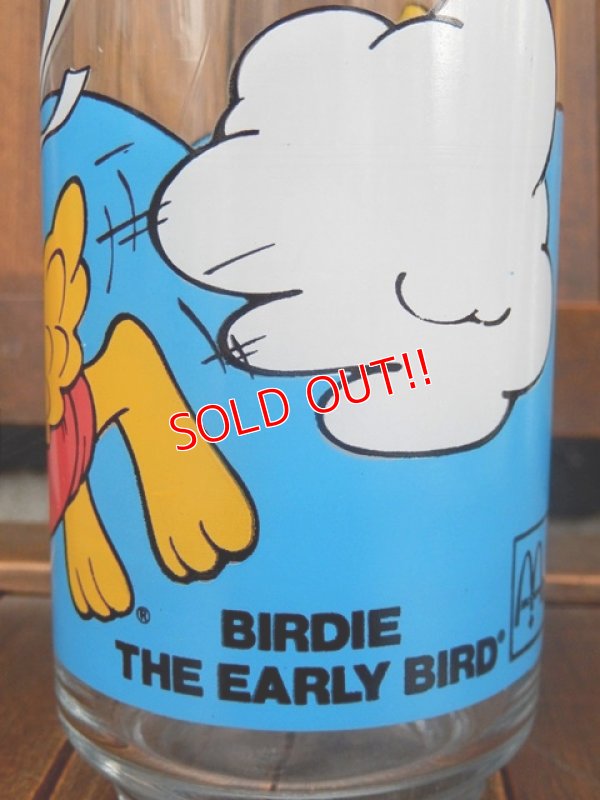 SOLD OUT!!
®
BIRDIE
THE EARLY BIRD®